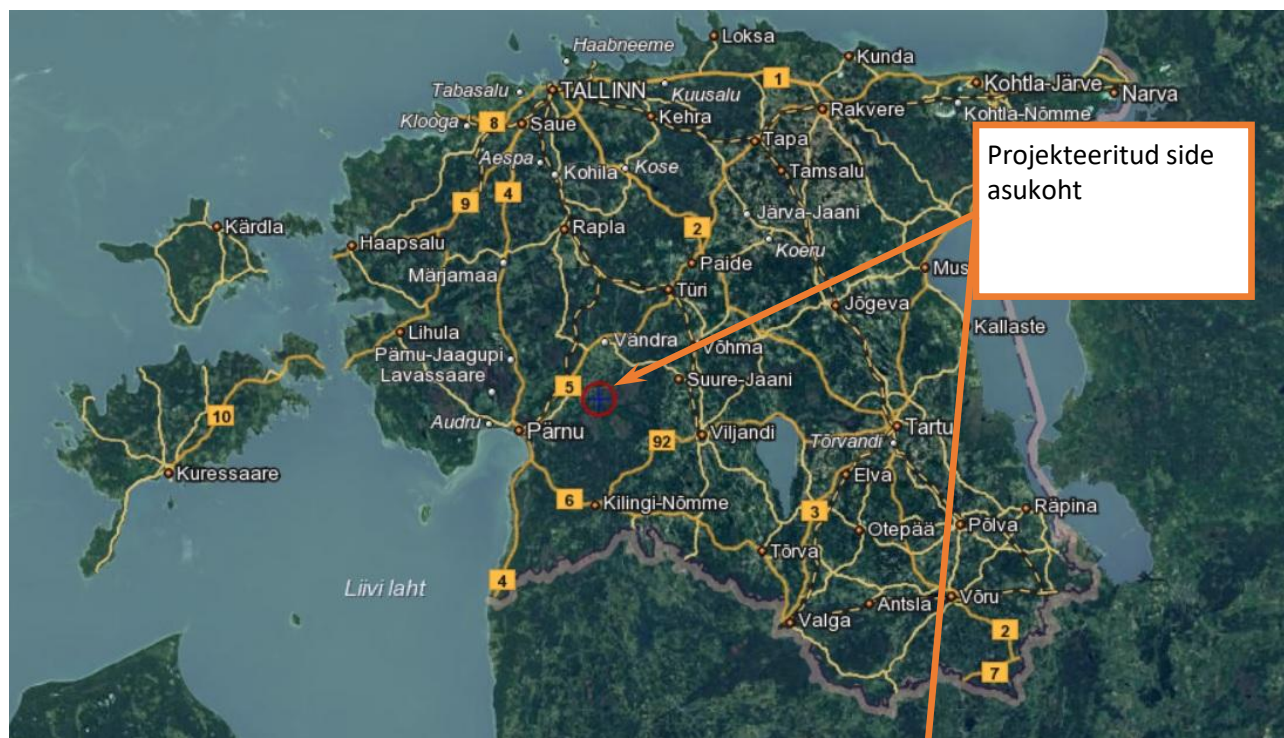 Loksa
Haabneeme
Kunda
1
Kohtla-Järve
Tabasalu
TALLINN
Kuusalu
Narva
Kohtla-Nõmme
Klooga
8
Saue
Kehra
Rakvere
Tapa
Projekteeritud side
asukoht
Aespa
Kohila
Kose
Tamsalu
9
4
Järva-Jaani
Kärdla
Rapla
2
Koeru
Haapsalu
Märjamaa
Paide
Mus
Türi
Jõgeva
Kallaste
Lihula
Vändra
Võhma
Pärnu-Jaagupi
Lavassaare
5
Suure-Jaani
10
Audru
Pärnu
92
Viljandi
Tõrvandi
Tartu
Kuressaare
Elva
6
Kilingi-Nõmme
3
Räpina
Otepää
Põlva
Tõrva
4
Liivi laht
Antsla
Võru
Valga
2
7